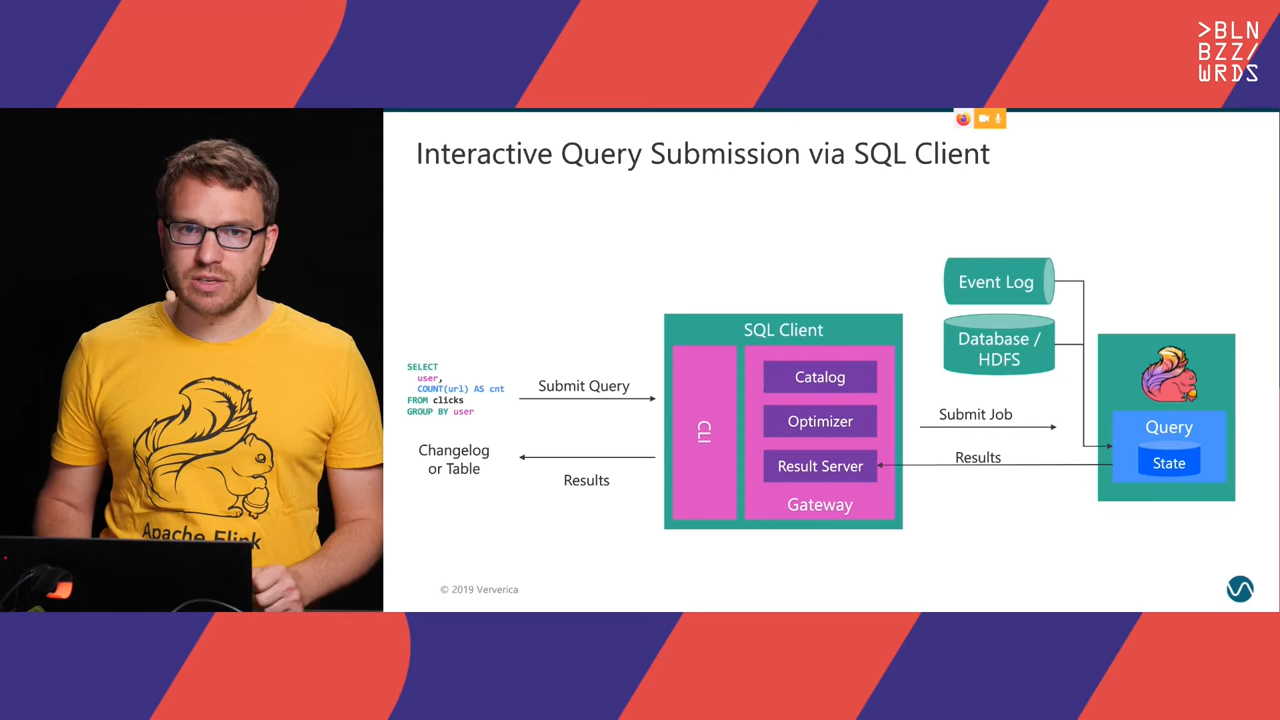 >BLN
BZZ/
WRDS
Interactive Query Submission via SQL Client
SELECT
user,
COUNT(url) AS cnt
FROM clicks
GROUP BY user
Submit Query
Changelog
or Table
Results
SQL Client
CLI
Catalog
Optimizer
Result Server
Gateway
Event Log
Database /
HDFS
Submit Job
Results
Query
State
Apache Flink
© 2019 Ververica